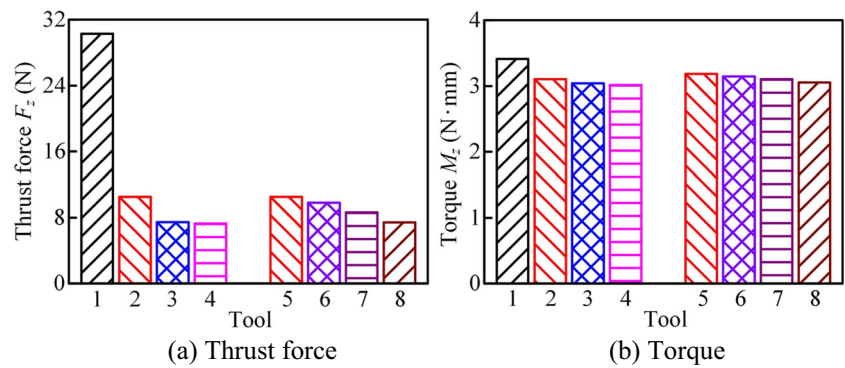 Thrust force F_z (N)
32
24
16
8
0
1 2 3 4 5 6 7 8
Tool
(a) Thrust force
Torque M_z (N·mm)
4
3
2
1
0
1 2 3 4 5 6 7 8
Tool
(b) Torque